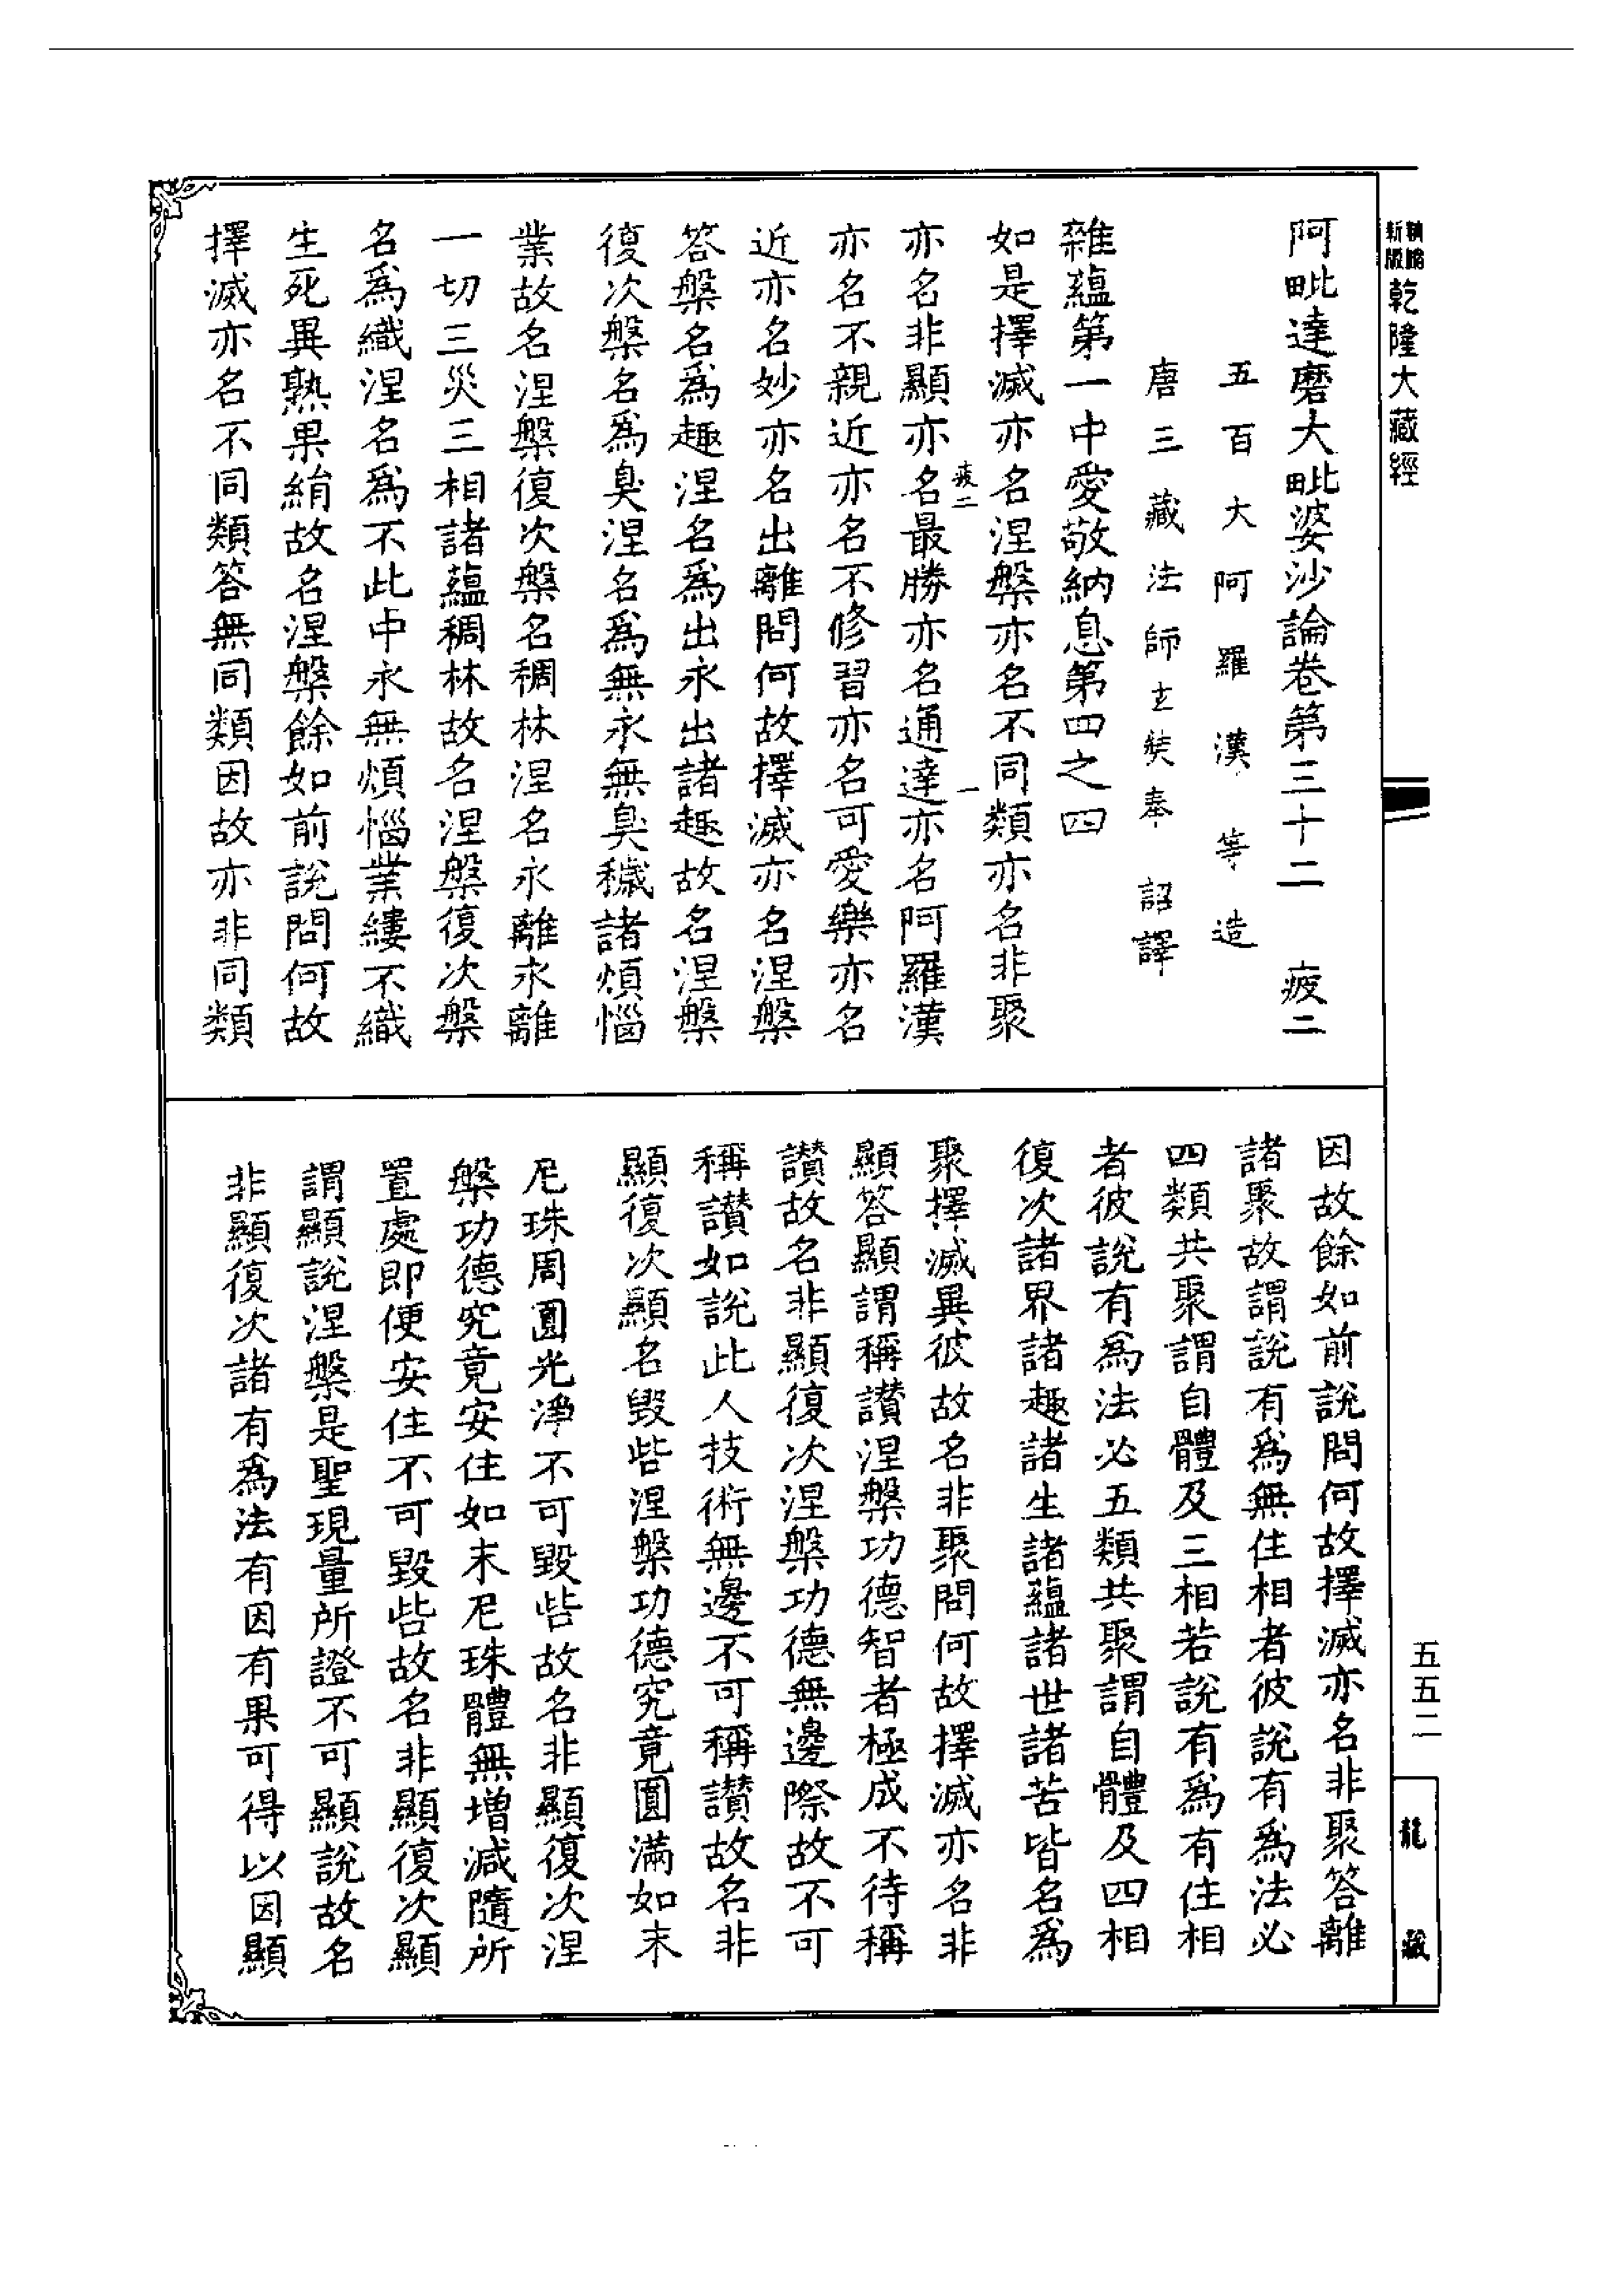 新版
精縮
乾隆大藏經
阿毗達磨大毗婆沙論卷第三十二 疲二
五百大阿羅漢等造
唐三藏法師玄奘奉 詔譯
雜蘊第一中愛敬納息第四之四
如是擇滅亦名涅槃亦名不同類亦名非聚
疲二 一
亦名非顯亦名最勝亦名通達亦名阿羅漢
亦名不親近亦名不修習亦名可愛樂亦名
近亦名妙亦名出離問何故擇滅亦名涅槃
答槃名爲趣涅名爲出永出諸趣故名涅槃
復次槃名爲臭涅名爲無永無臭穢諸煩惱
業故名涅槃復次槃名稠林涅名永離永離
一切三災三相諸蘊稠林故名涅槃復次槃
名爲織涅名爲不此中永無煩惱業縷不織
生死異熟果絹故名涅槃餘如前說問何故
擇滅亦名不同類答無同類因故亦非同類
因故餘如前說問何故擇滅亦名非聚答離
諸聚故謂說有爲無住相者彼說有爲法必
四類共聚謂自體及三相若說有爲有住相
者彼說有爲法必五類共聚謂自體及四相
復次諸界諸趣諸生諸蘊諸世諸苦皆名爲
聚擇滅異彼故名非聚問何故擇滅亦名非
顯答顯謂稱讃涅槃功德智者極成不待稱
讃故名非顯復次涅槃功德無邊際故不可
稱讃如說此人技術無邊不可稱讃故名非
顯復次顯名毀呰涅槃功德究竟圓滿如末
尼珠周圓光淨不可毀呰故名非顯復次涅
槃功德究竟安住如末尼珠體無增減隨所
置處即便安住不可毀呰故名非顯復次顯
謂顯說涅槃是聖現量所證不可顯說故名
非顯復次諸有爲法有因有果可得以因顯
五五二
龍藏